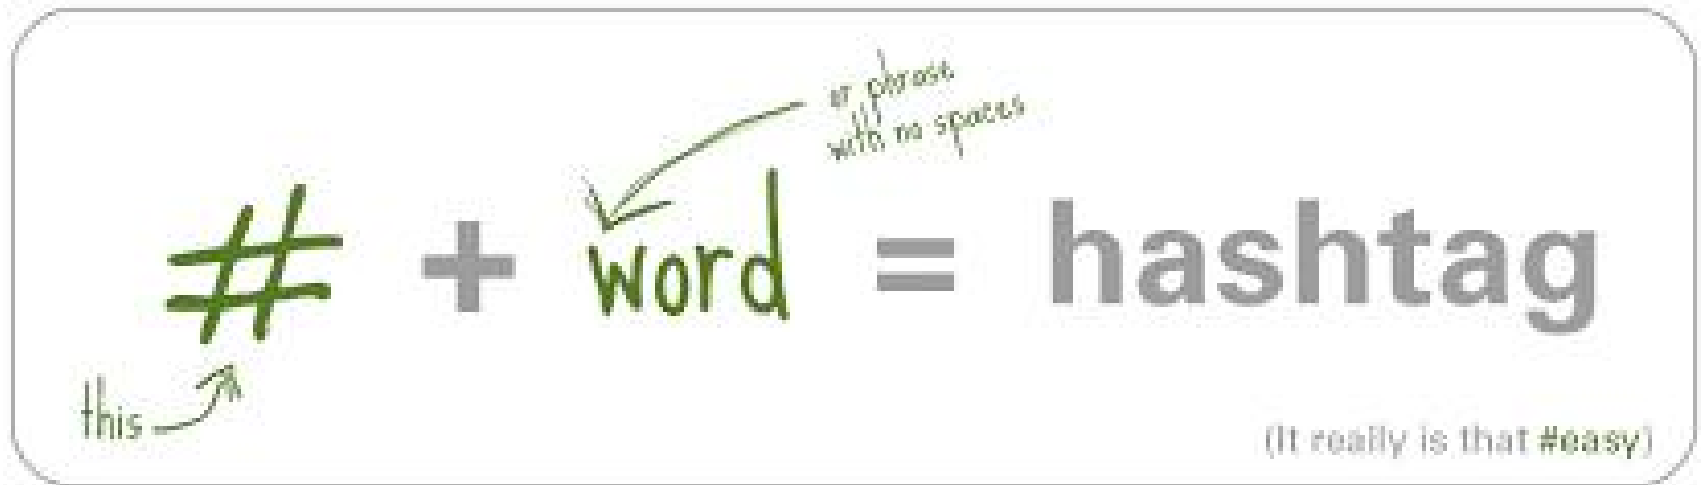 or phrase
with no spaces
# + word = hashtag
this
(It really is that #easy)